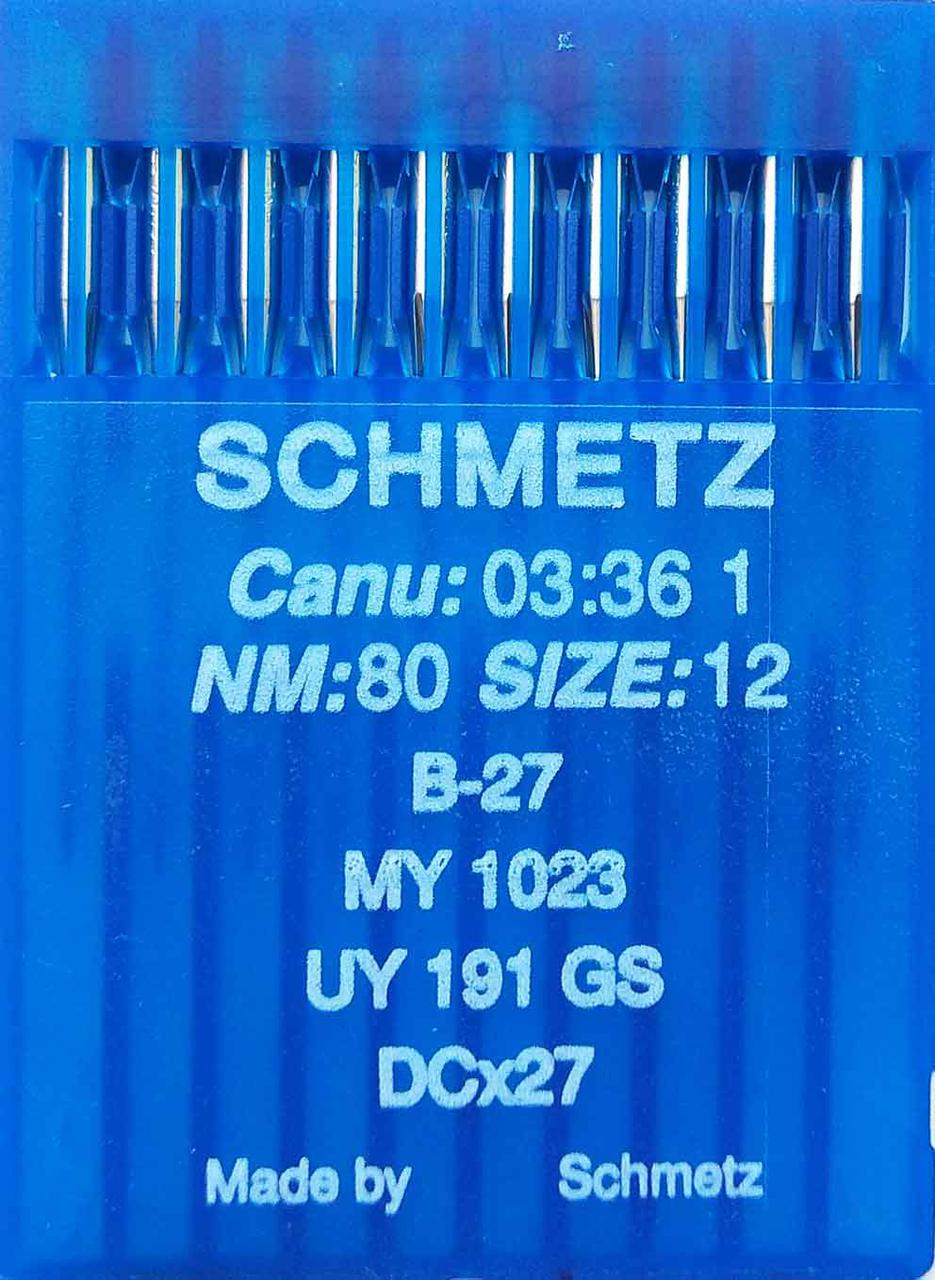 SCHMETZ
Canu: 03:36 1
NM:80 SIZE:12
B-27
MY 1023
UY 191 GS
DCx27
Made by Schmetz